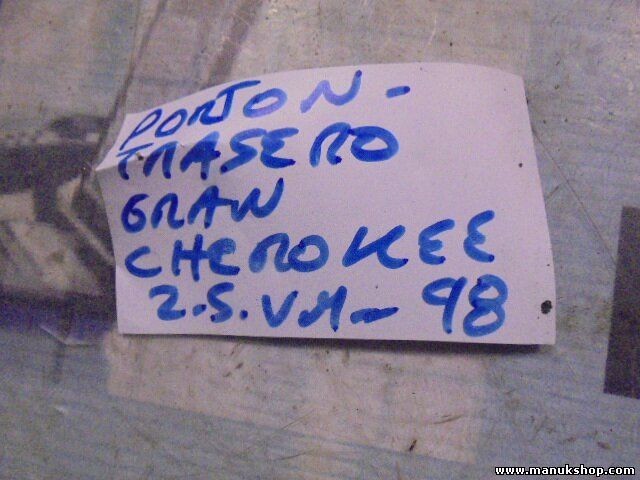 PORTON-
TRASERO
GRAN
CHEROKEE
2.5.VM-98
www.manukshop.com